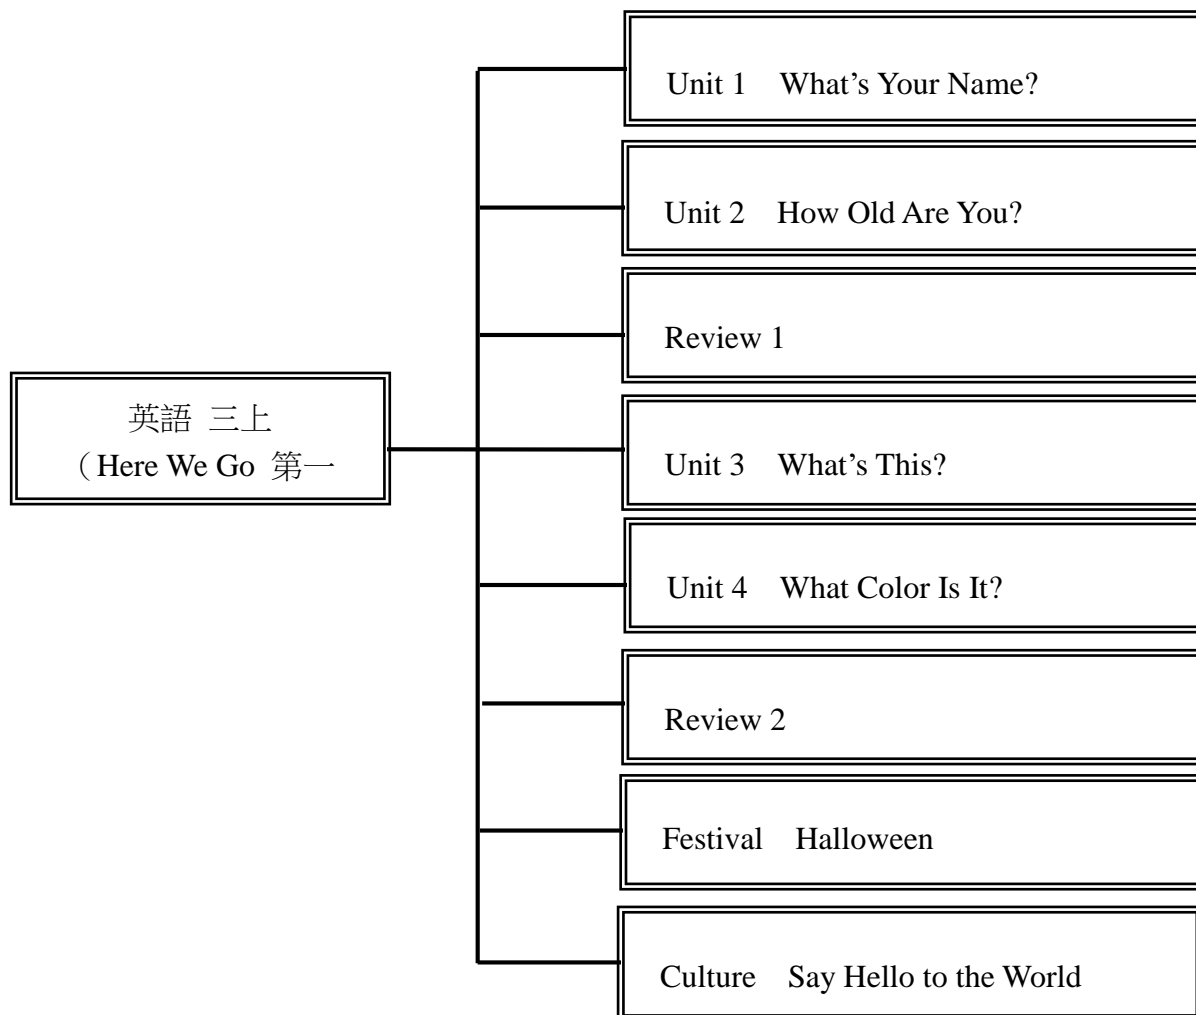 Unit 1 What's Your Name?
Unit 2 How Old Are You?
Review 1
英語 三上
（Here We Go 第一
Unit 3 What's This?
Unit 4 What Color Is It?
Review 2
Festival Halloween
Culture Say Hello to the World